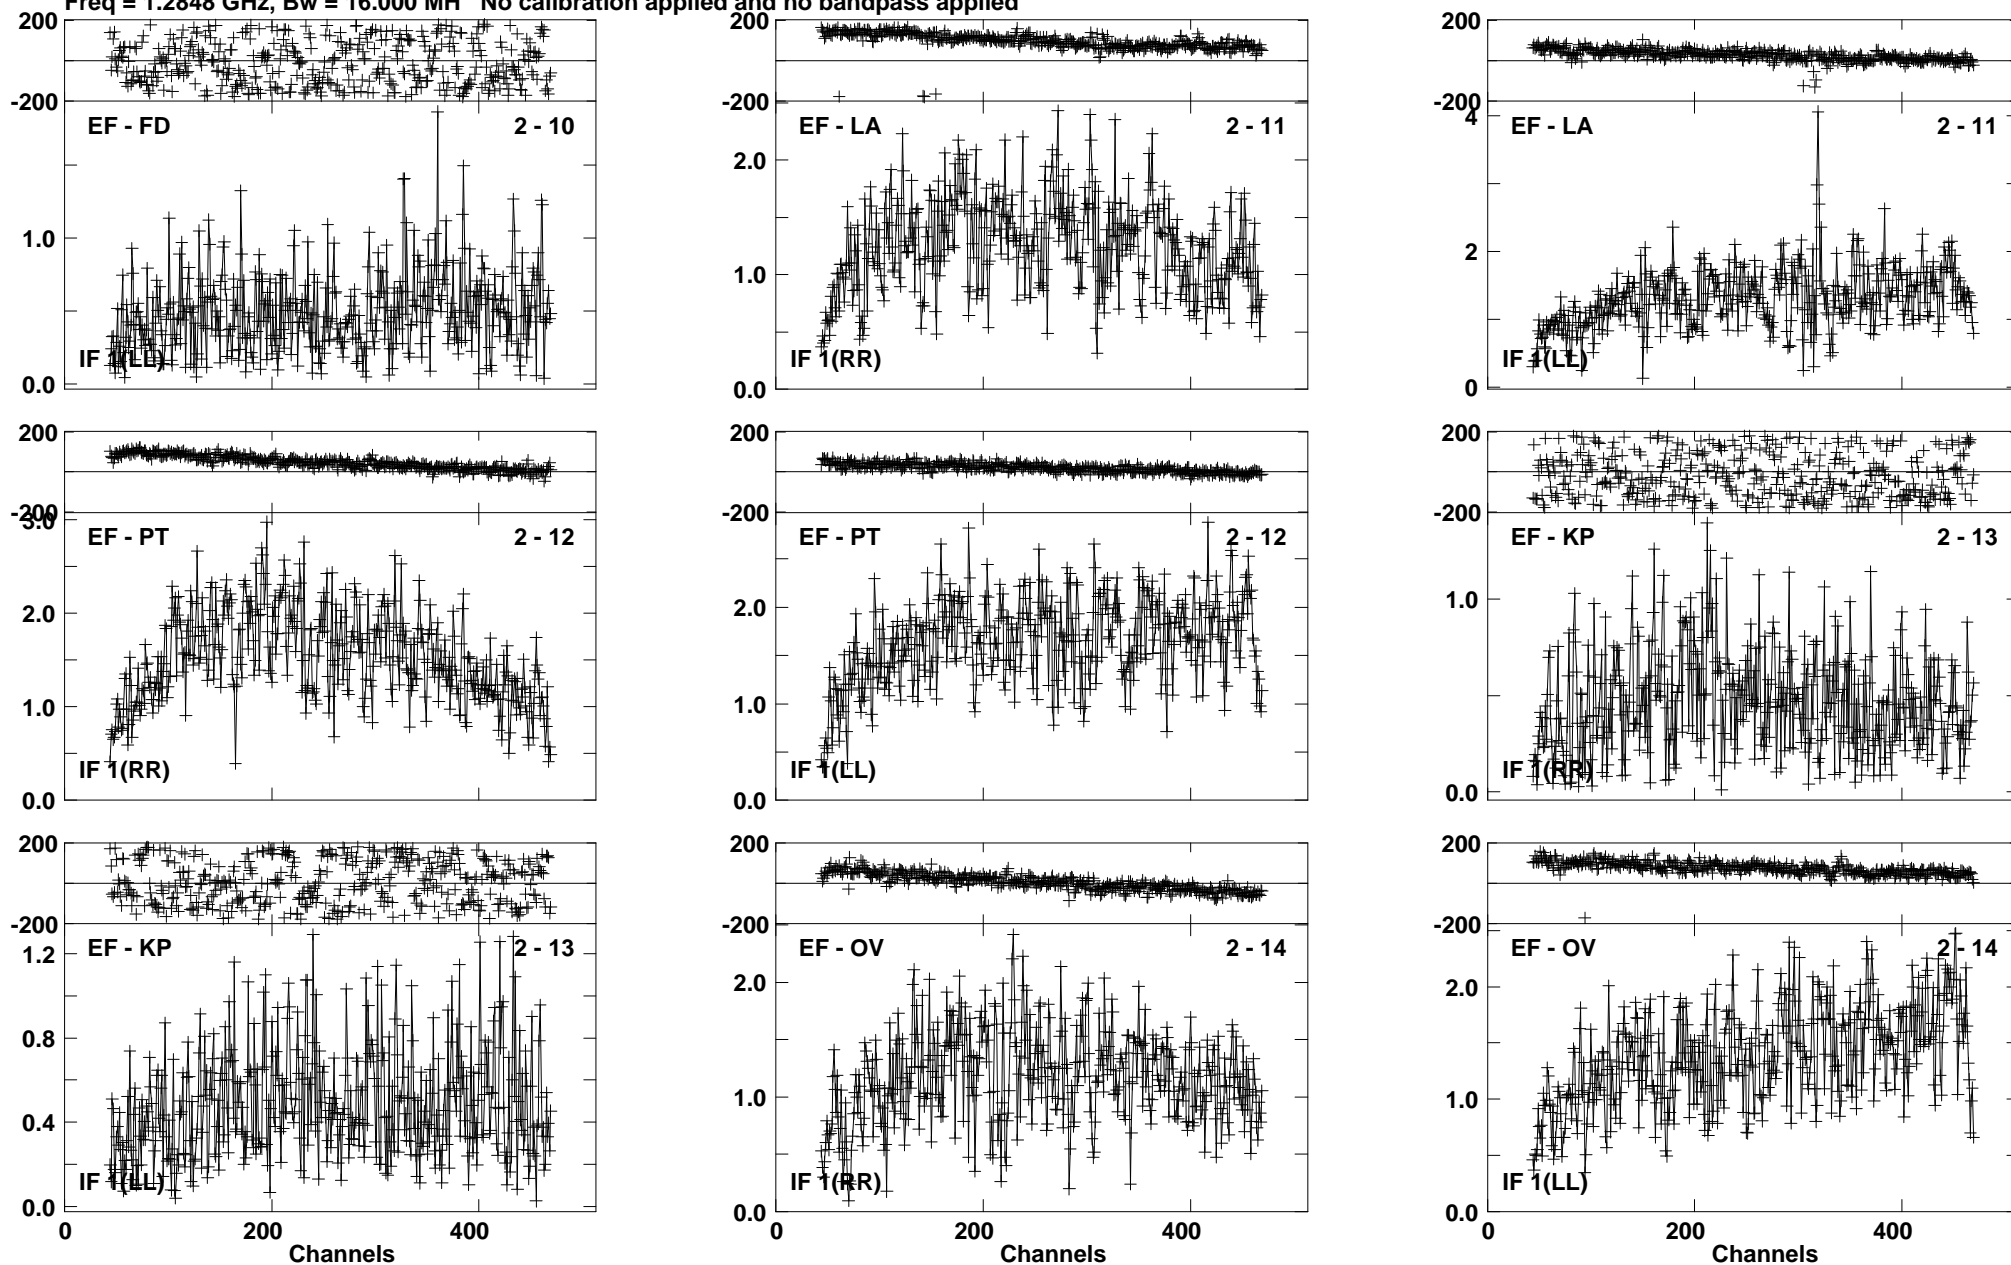 Freq = 1.2848 GHz, Bw = 16.000 MH No calibration applied and no bandpass applied
200 200 200
-200 -200 -200
EF - FD 2 - 10 EF - LA 2 - 11 EF - LA 2 - 11
4
2.0
2
1.0 1.0
IF 1(LL) IF 1(RR) IF 1(LL)
0.0 0.0 0
200 200 200
-200 -200 -200
3.0
EF - PT 2 - 12 EF - PT 2 - 12 EF - KP 2 - 13
2.0 2.0 1.0
1.0 1.0
IF 1(RR) IF 1(LL) IF 1(RR)
0.0 0.0 0.0
200 200 200
-200 -200 -200
EF - KP 2 - 13 EF - OV 2 - 14 EF - OV 2 - 14
1.2 2.0 2.0
0.8
1.0 1.0
0.4
IF 1(LL) IF 1(RR) IF 1(LL)
0.0 0.0 0.0
0 200 400 0 200 400 0 200 400
Channels Channels Channels